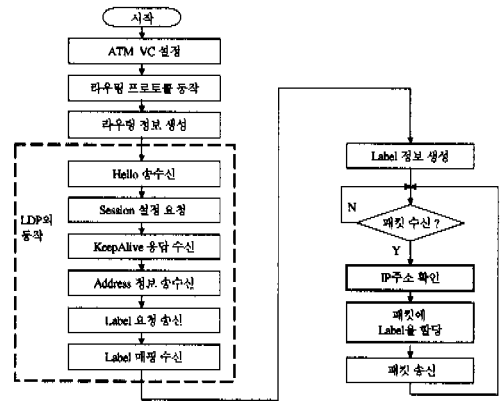 시작
ATM VC 설정
라우팅 프로토콜 동작
라우팅 정보 생성
LDP의
동작
Hello 송수신
Session 설정 요청
KeepAlive 응답 수신
Address 정보 송수신
Label 요청 송신
Label 매핑 수신
Label 정보 생성
N
패킷 수신 ?
Y
IP주소 확인
패킷에
Label을 할당
패킷 송신